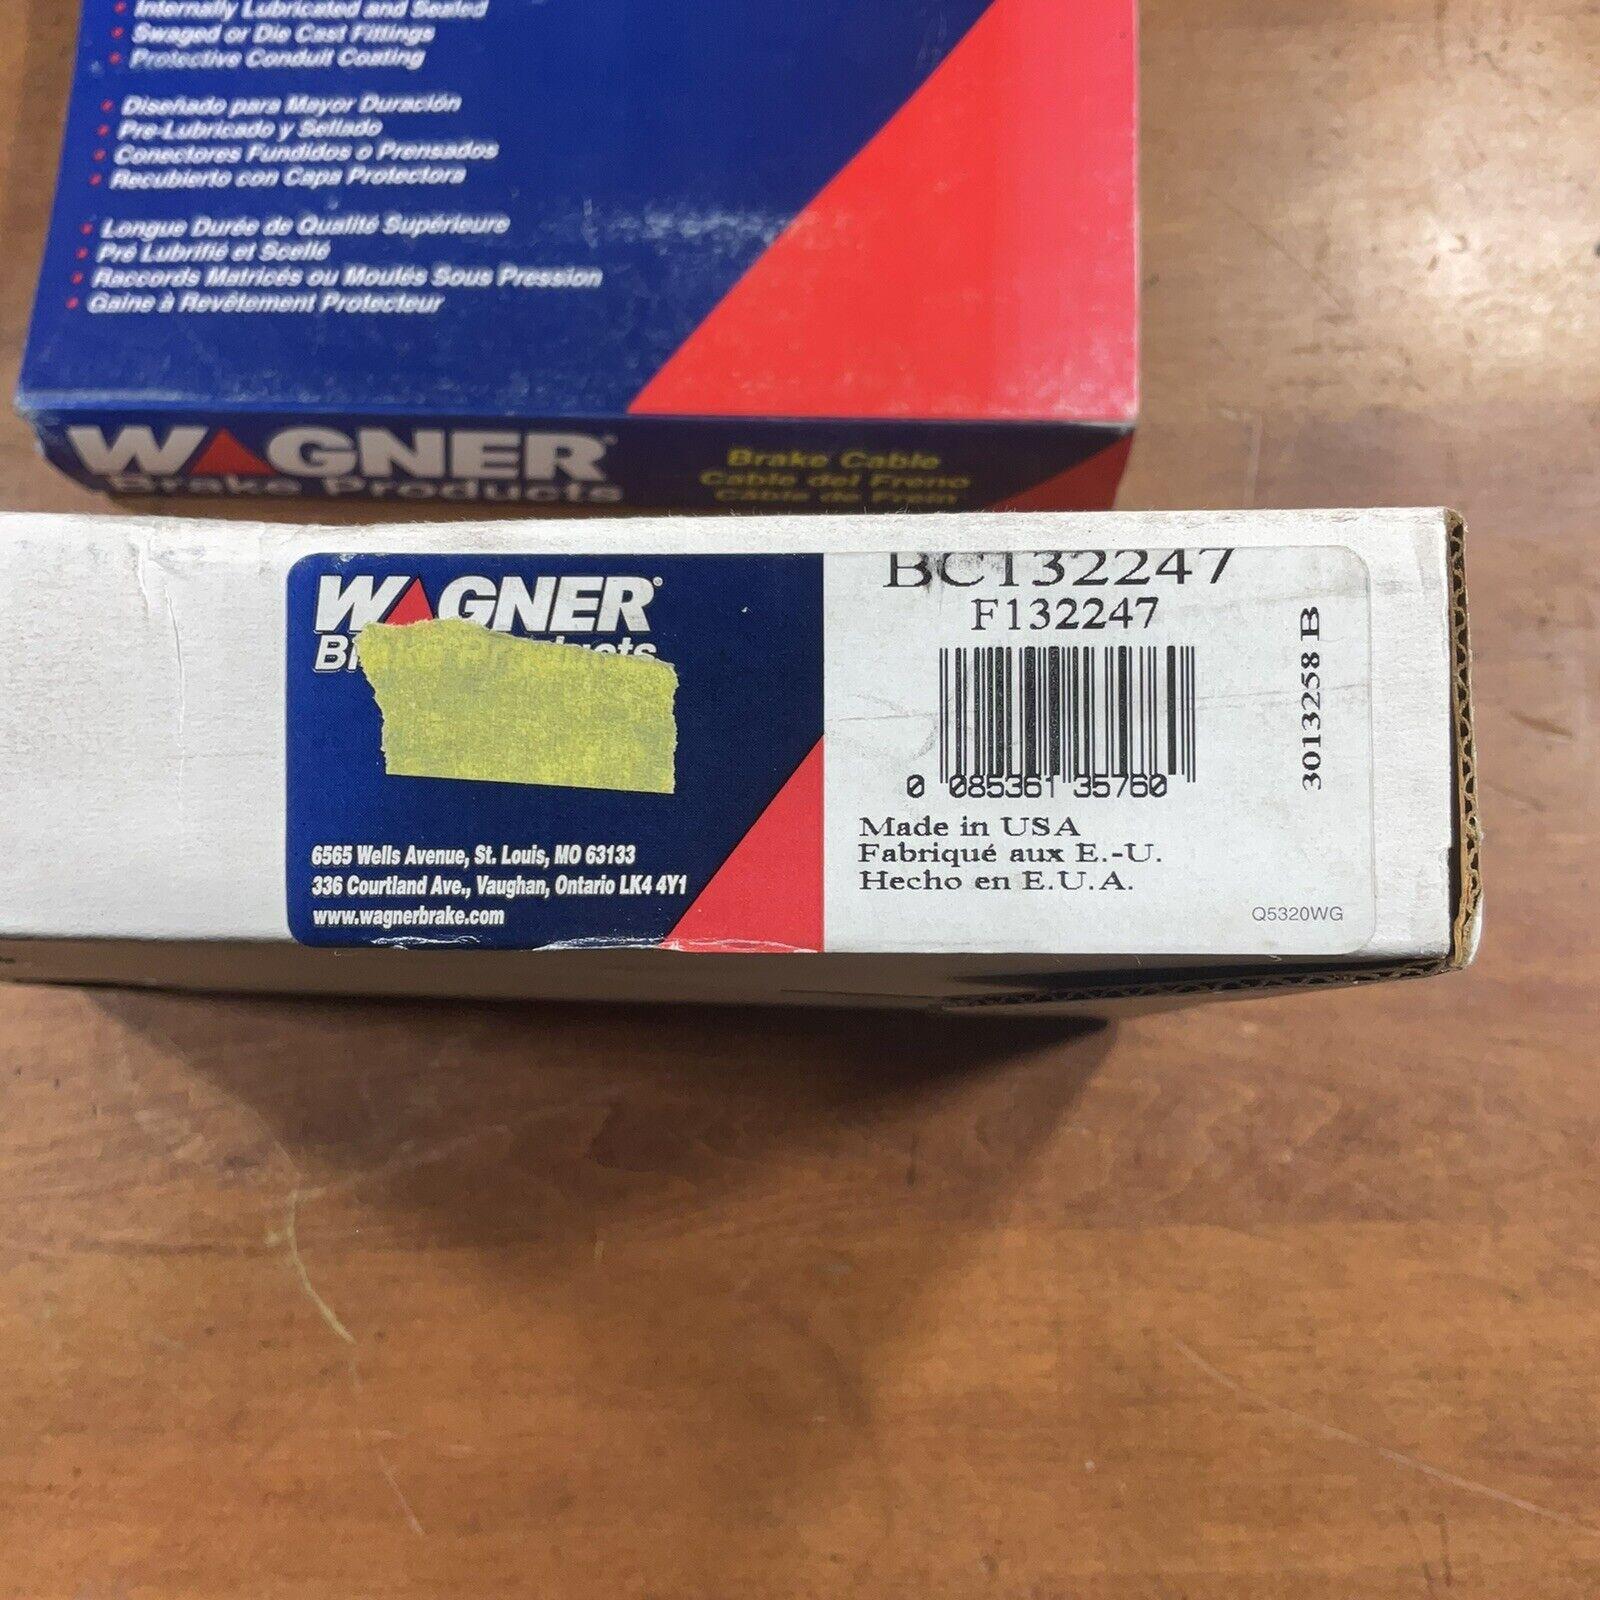 Internally Lubricated and Sealed
Swaged or Die Cast Fittings
Protective Conduit Coating
Diseñado para Mayor Duración
Pre-Lubricado y Sellado
Conectores Fundidos o Prensados
Recubierto con Capa Protectora
Longue Durée de Qualité Supérieure
Pré Lubrifié et Scellé
Raccords Matricés ou Moulés Sous Pression
Gaine à Revêtement Protecteur
WAGNER®
Brake Products
Brake Cable
Cable del Freno
Câble de Frein
WAGNER®
Brake Products
6565 Wells Avenue, St. Louis, MO 63133
336 Courtland Ave., Vaughan, Ontario LK4 4Y1
www.wagnerbrake.com
BC132247
F132247
0 085361 35760
Made in USA
Fabriqué aux E.-U.
Hecho en E.U.A.
3013258 B
Q5320WG